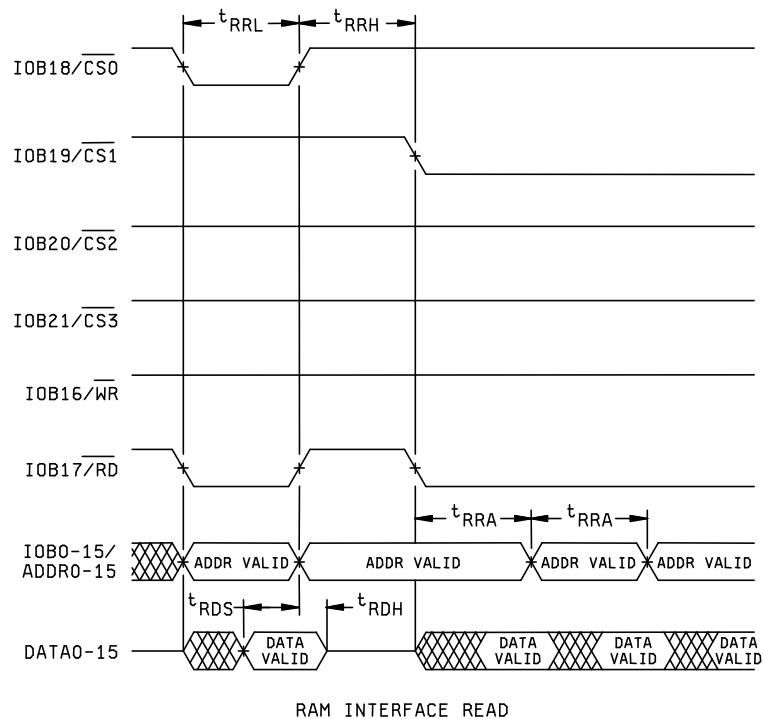 tRRL tRRH
IOB18/CS0
IOB19/CS1
IOB20/CS2
IOB21/CS3
IOB16/WR
IOB17/RD
tRRA tRRA
IOB0-15/
ADDR0-15
ADDR VALID ADDR VALID ADDR VALID ADDR VALID
tRDS tRDH
DATA0-15
DATA VALID DATA VALID DATA VALID DATA VALID
RAM INTERFACE READ